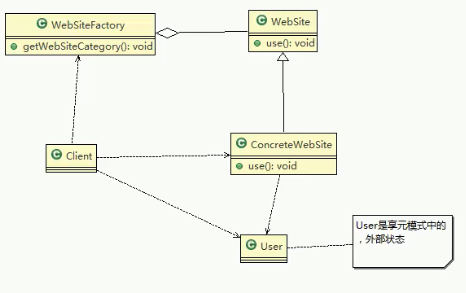 WebSiteFactory
getWebSiteCategory(): void
WebSite
use(): void
Client
ConcreteWebSite
use(): void
User
User是享元模式中的
，外部状态